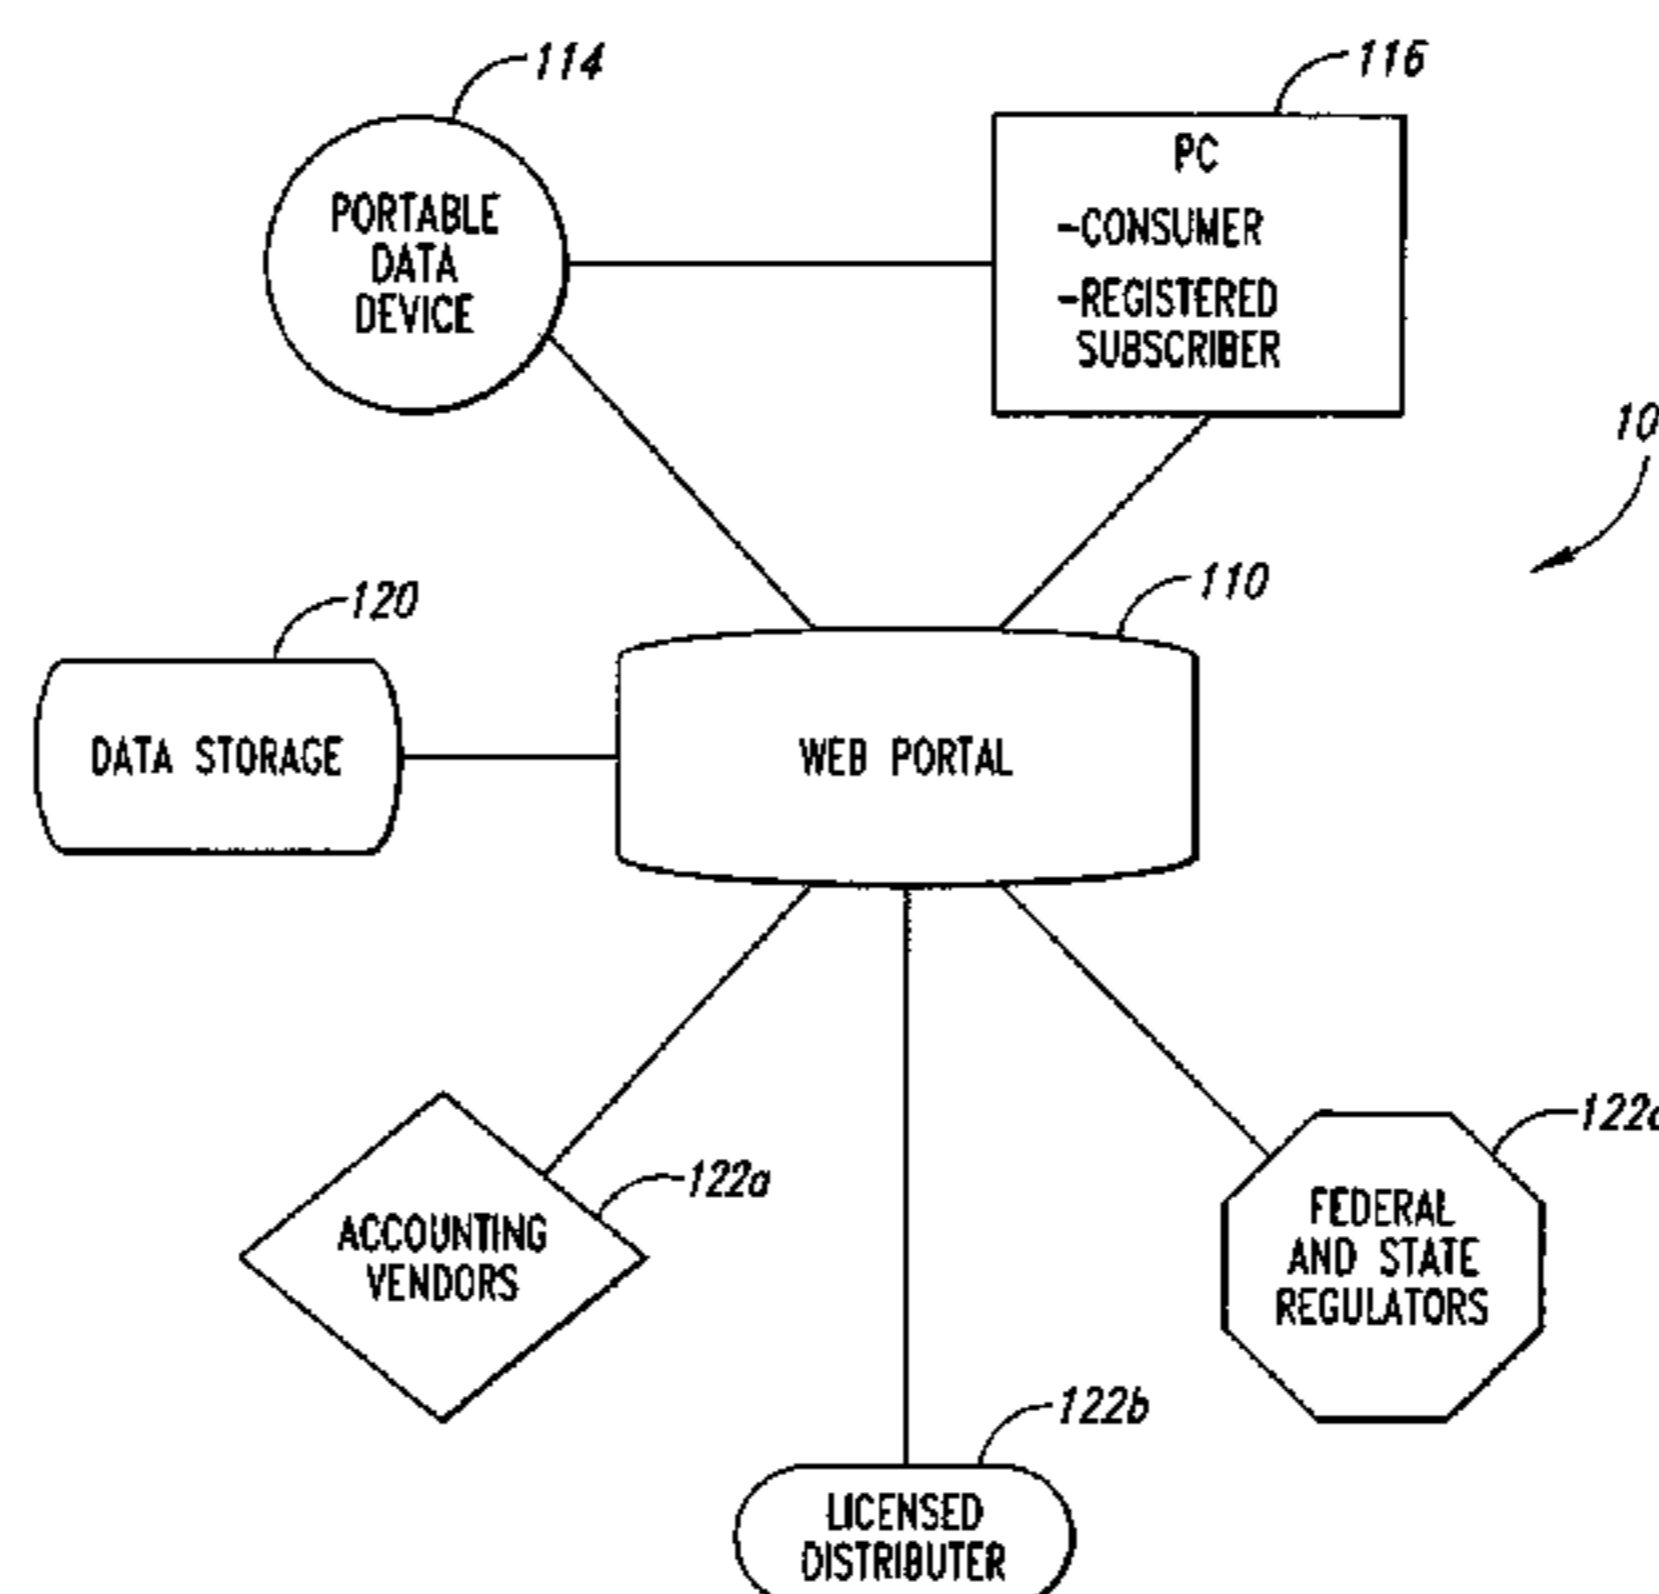 114
116
PORTABLE
DATA
DEVICE
PC
-CONSUMER
-REGISTERED
SUBSCRIBER
10
120
110
DATA STORAGE
WEB PORTAL
122a
ACCOUNTING
VENDORS
FEDERAL
AND STATE
REGULATORS
122b
LICENSED
DISTRIBUTER